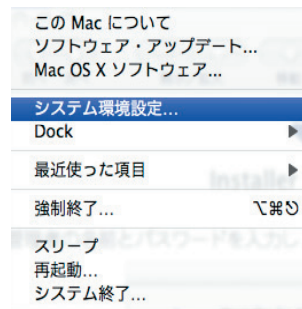 この Mac について
ソフトウェア・アップデート...
Mac OS X ソフトウェア...
システム環境設定...
Dock ▶
最近使った項目 ▶
Installer
強制終了... ⌥⌘⎋
スリープ
再起動...
システム終了...